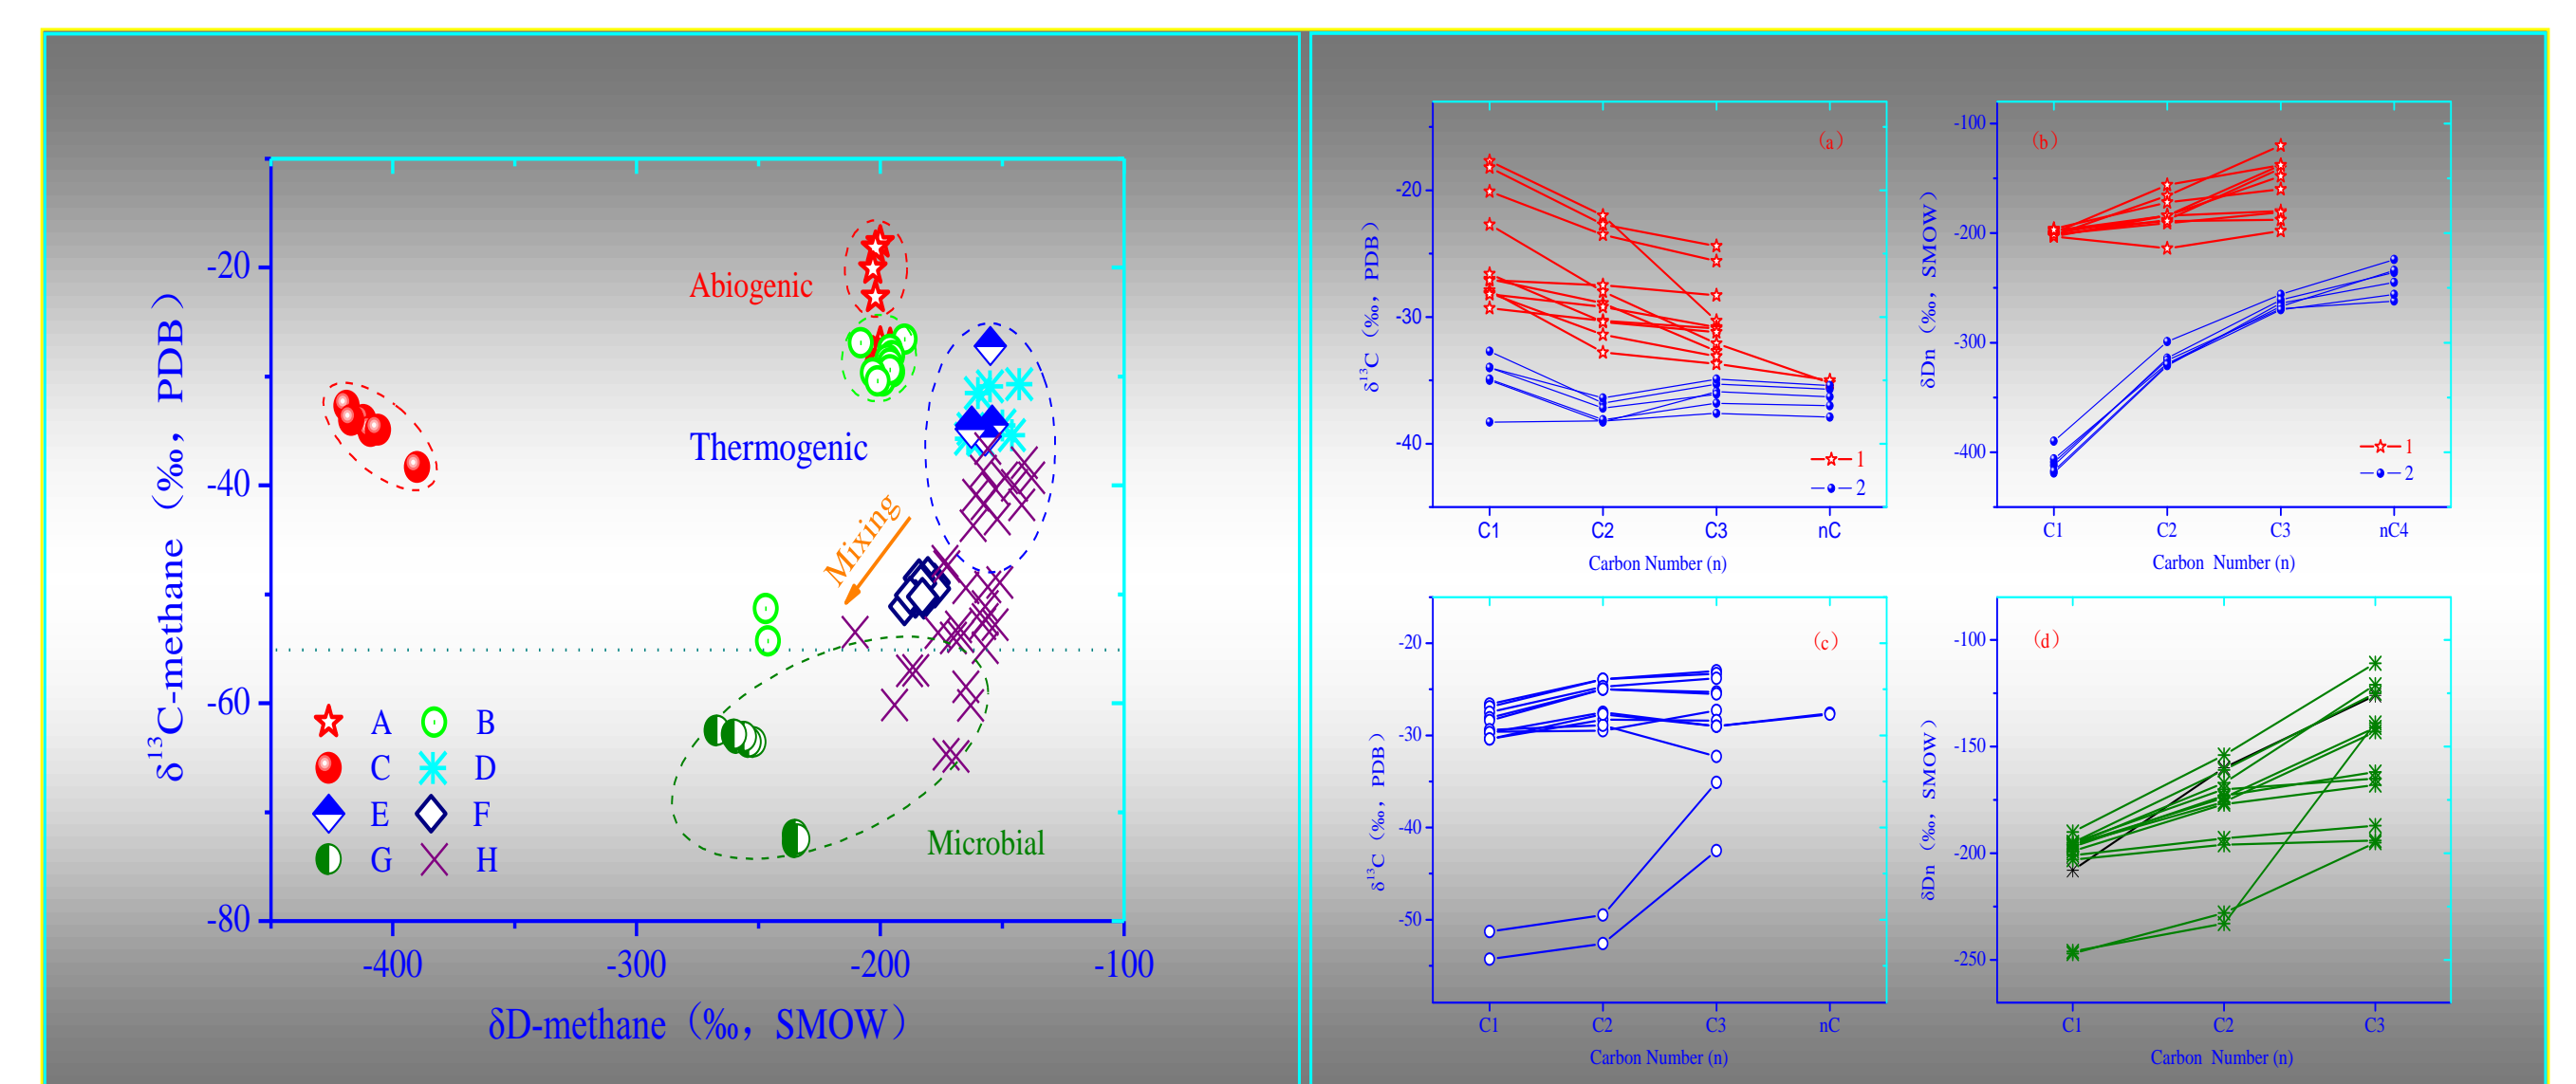 δ¹³C-methane（‰，PDB）
-20
-40
-60
-80
-400
-300
-200
-100
δD-methane（‰，SMOW）
Abiogenic
Thermogenic
Mixing
Microbial
A
B
C
D
E
F
G
H
(a)
δ¹³C（‰，PDB）
-20
-30
-40
C1
C2
C3
nC
Carbon Number (n)
1
2
(b)
δDn（‰，SMOW）
-100
-200
-300
-400
C1
C2
C3
nC4
Carbon Number (n)
1
2
(c)
δ¹³C（‰，PDB）
-20
-30
-40
-50
C1
C2
C3
nC
Carbon Number (n)
(d)
δDn（‰，SMOW）
-100
-150
-200
-250
C1
C2
C3
Carbon Number (n)